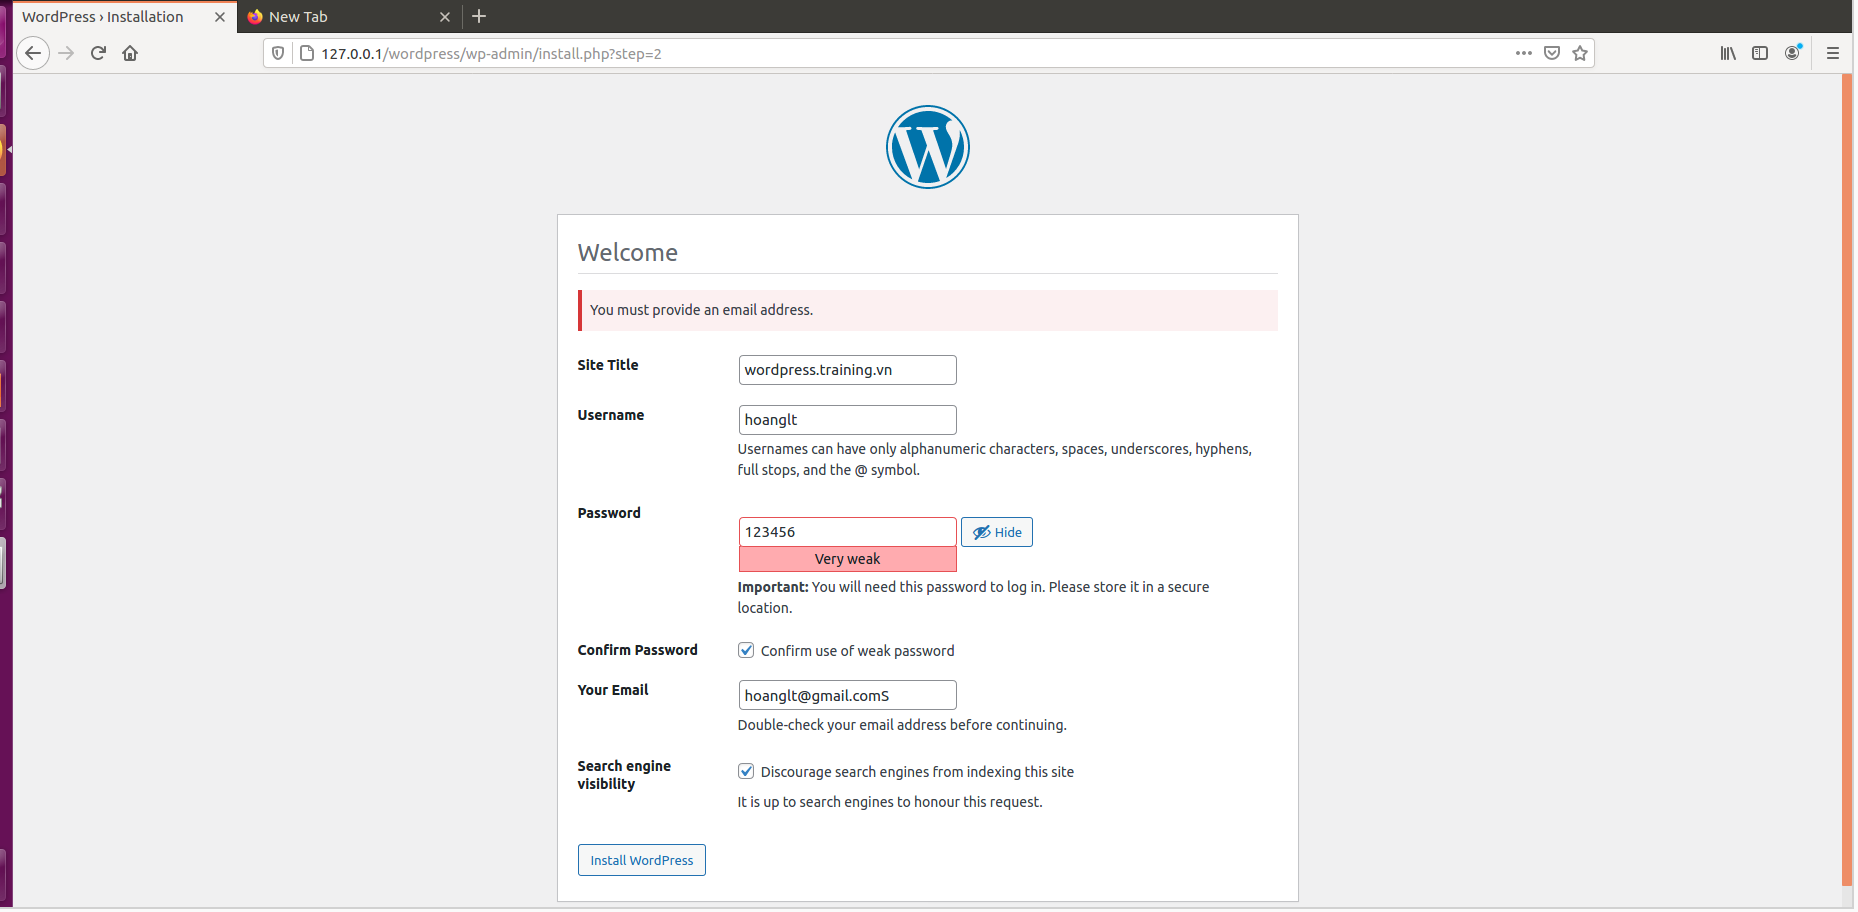 WordPress › Installation
New Tab
127.0.0.1/wordpress/wp-admin/install.php?step=2
Welcome
You must provide an email address.
Site Title
wordpress.training.vn
Username
hoanglt
Usernames can have only alphanumeric characters, spaces, underscores, hyphens,
full stops, and the @ symbol.
Password
123456
Hide
Very weak
Important: You will need this password to log in. Please store it in a secure
location.
Confirm Password
Confirm use of weak password
Your Email
hoanglt@gmail.comS
Double-check your email address before continuing.
Search engine
visibility
Discourage search engines from indexing this site
It is up to search engines to honour this request.
Install WordPress